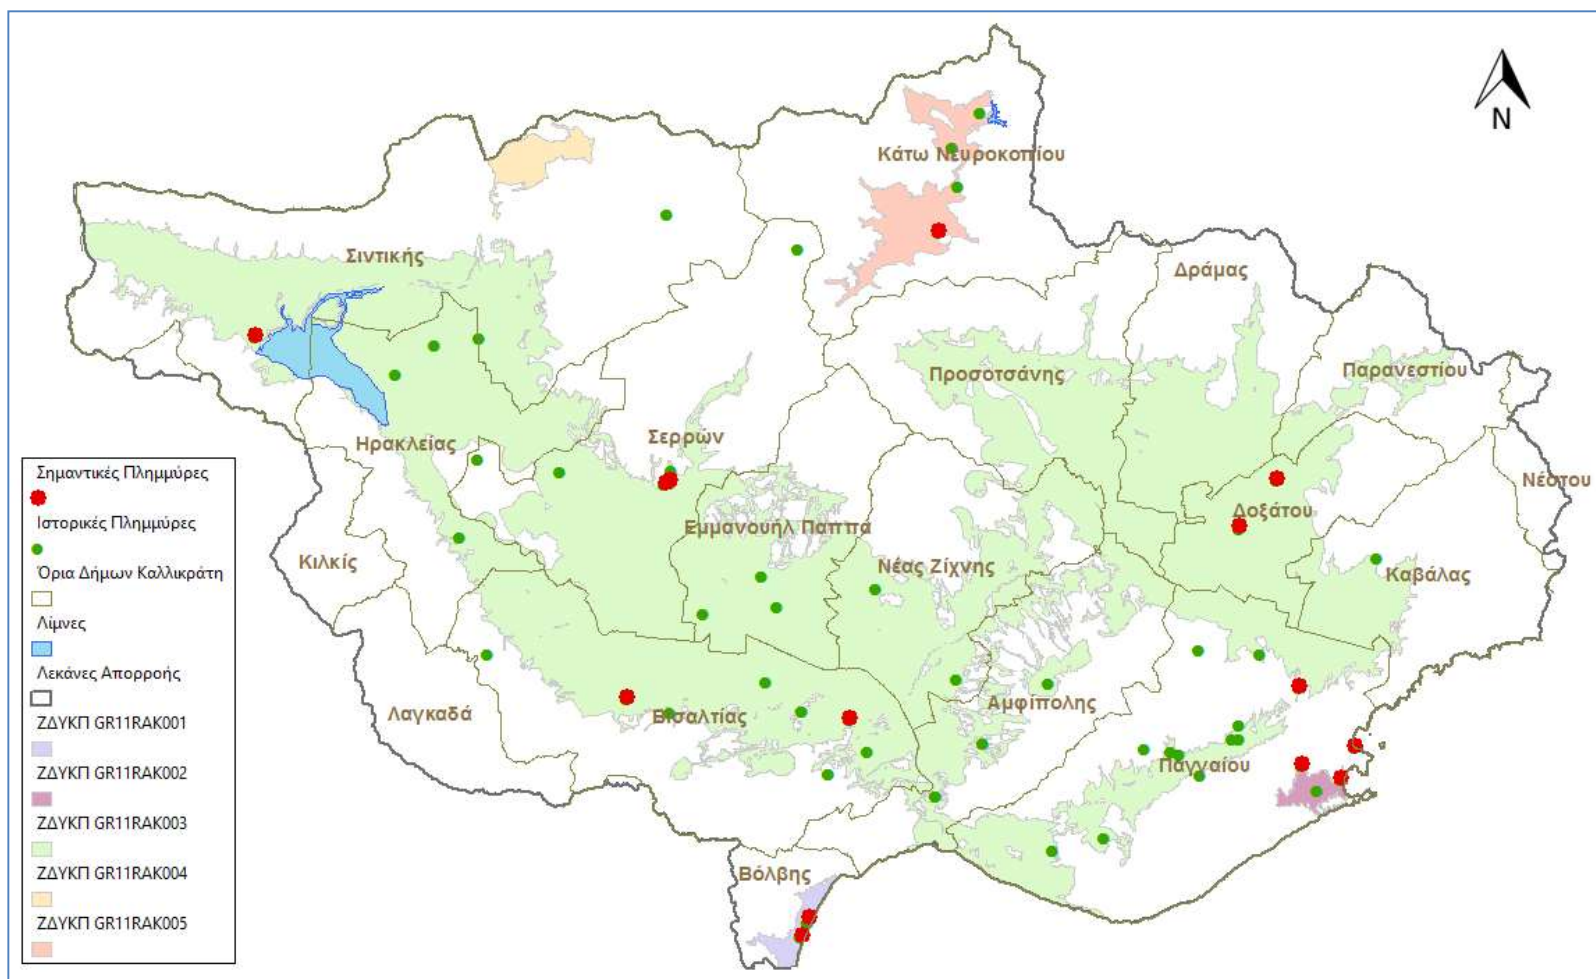 N
Κάτω Νευροκοπίου
Σιντικής
Δράμας
Προσοτσάνης
Παρανεστίου
Ηρακλείας
Σερρών
Νέστου
Δοξάτου
Εμμανουήλ Παππά
Κιλκίς
Νέας Ζίχνης
Καβάλας
Αμφίπολης
Λαγκαδά
Βισαλτίας
Παγγαίου
Βόλβης
Σημαντικές Πλημμύρες
Ιστορικές Πλημμύρες
Όρια Δήμων Καλλικράτη
Λίμνες
Λεκάνες Απορροής
ΖΔΥΚΠ GR11RAK001
ΖΔΥΚΠ GR11RAK002
ΖΔΥΚΠ GR11RAK003
ΖΔΥΚΠ GR11RAK004
ΖΔΥΚΠ GR11RAK005